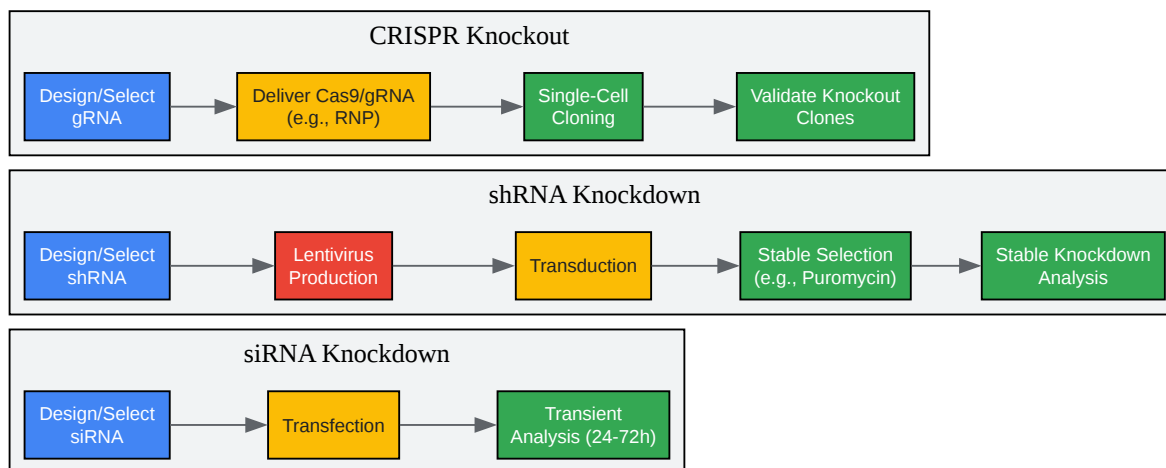 CRISPR Knockout
Design/Select
gRNA
Deliver Cas9/gRNA
(e.g., RNP)
Single-Cell
Cloning
Validate Knockout
Clones
shRNA Knockdown
Design/Select
shRNA
Lentivirus
Production
Transduction
Stable Selection
(e.g., Puromycin)
Stable Knockdown
Analysis
siRNA Knockdown
Design/Select
siRNA
Transfection
Transient
Analysis (24-72h)